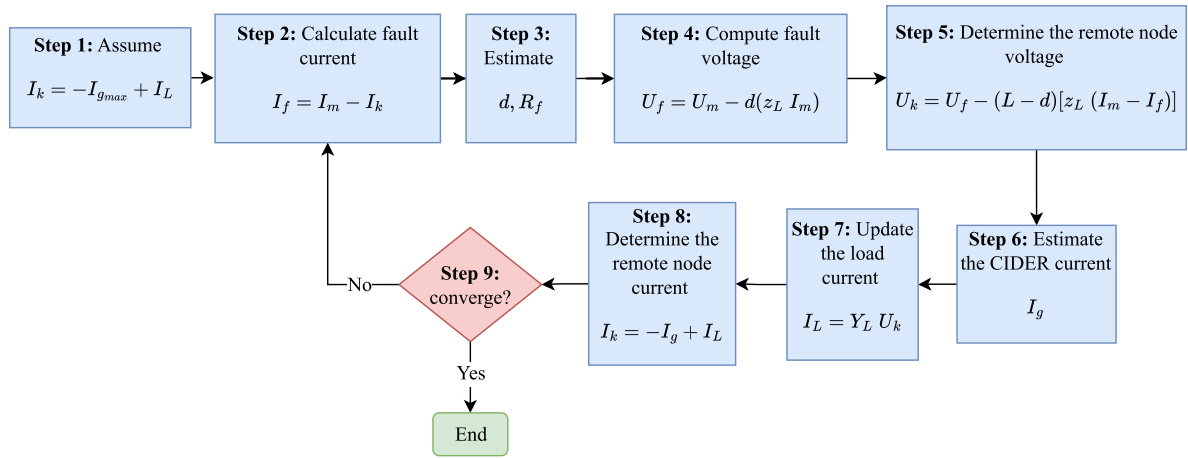 Step 1: Assume
I_k = −I_{g_{max}} + I_L
Step 2: Calculate fault
current
I_f = I_m − I_k
Step 3:
Estimate
d, R_f
Step 4: Compute fault
voltage
U_f = U_m − d(z_L I_m)
Step 5: Determine the remote node
voltage
U_k = U_f − (L − d)[z_L (I_m − I_f)]
Step 6: Estimate
the CIDER current
I_g
Step 7: Update
the load
current
I_L = Y_L U_k
Step 8:
Determine the
remote node
current
I_k = −I_g + I_L
Step 9:
converge?
No
Yes
End